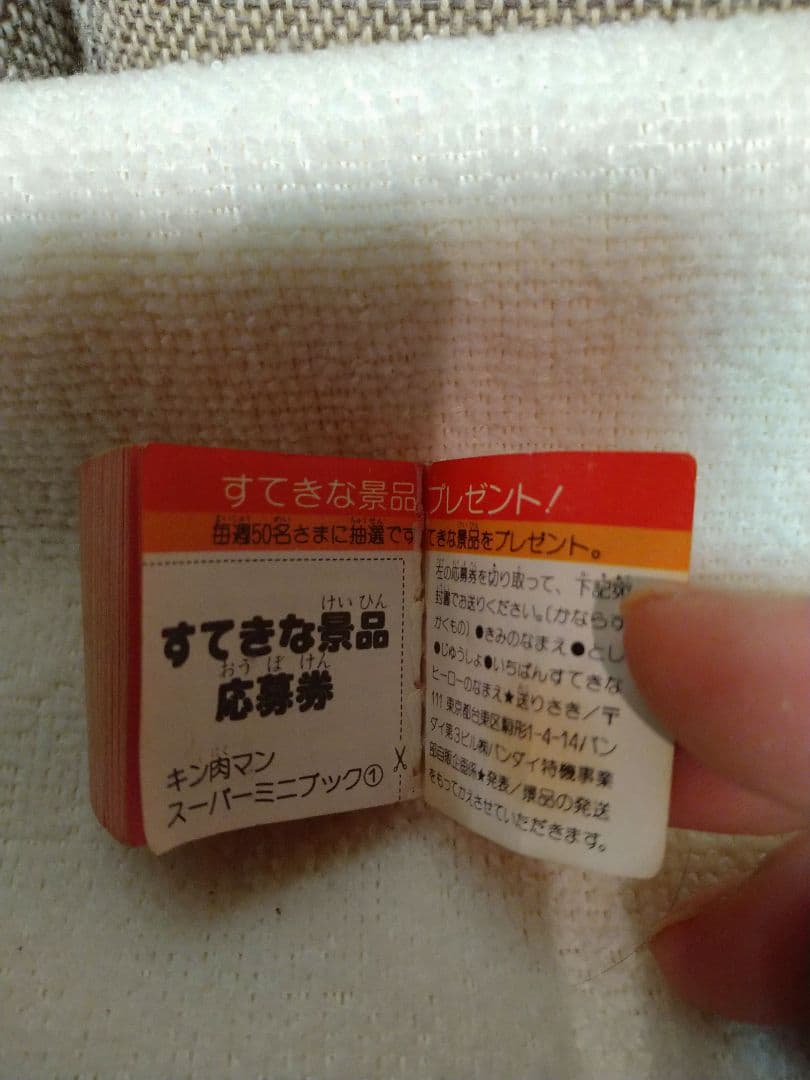 すてきな景品プレゼント!
毎週50名さまに抽選です てきな景品をプレゼント。
けい ひん
すてきな景品
おう ぼ けん
応募券
にく
キン肉マン
スーパーミニブック①
左の応募券を切り取って、下記
封書でお送りください。(かならず
かくもの)●きみのなまえ●とし
●じゅうしょ●いちばんすてきな
ヒーローのなまえ★送りさき/〒
111 東京都台東区駒形1-4-14バン
ダイ第3ビル㈱バンダイ特機事業
部自販企画係★発表/景品の発送
をもってかえさせていただきます。